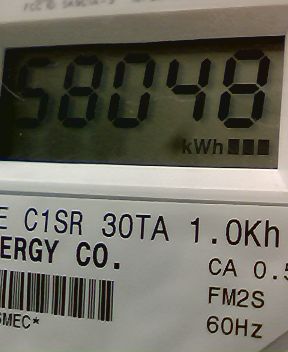 58048
kWh
E C1SR 30TA 1.0Kh
ERGY CO.
CA 0.5
FM2S
60Hz
SMEC*